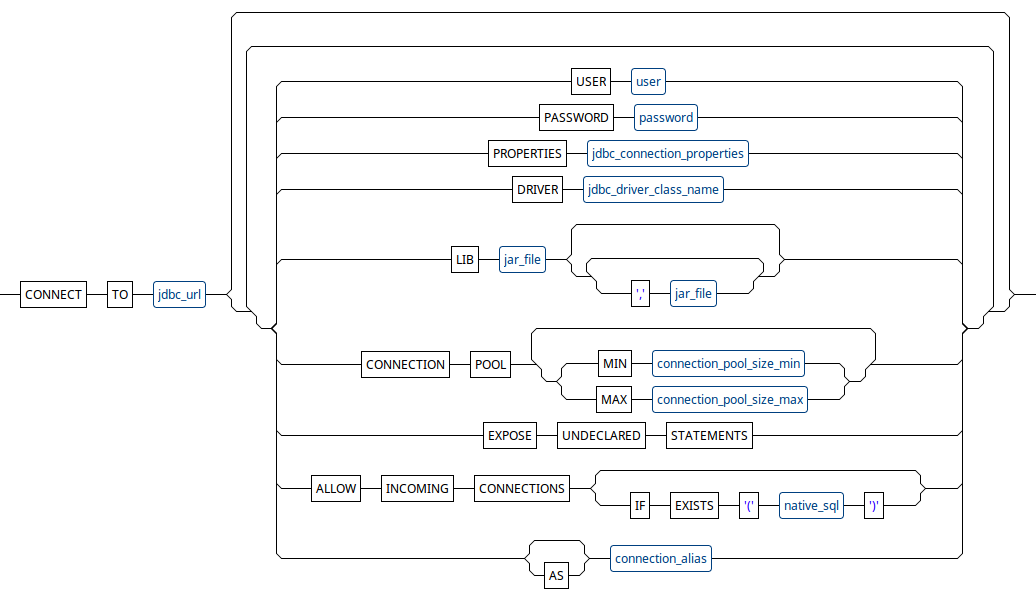 USER user
PASSWORD password
PROPERTIES jdbc_connection_properties
DRIVER jdbc_driver_class_name
LIB jar_file
CONNECT TO jdbc_url
',' jar_file
CONNECTION POOL
MIN connection_pool_size_min
MAX connection_pool_size_max
EXPOSE UNDECLARED STATEMENTS
ALLOW INCOMING CONNECTIONS
IF EXISTS '(' native_sql ')'
connection_alias
AS